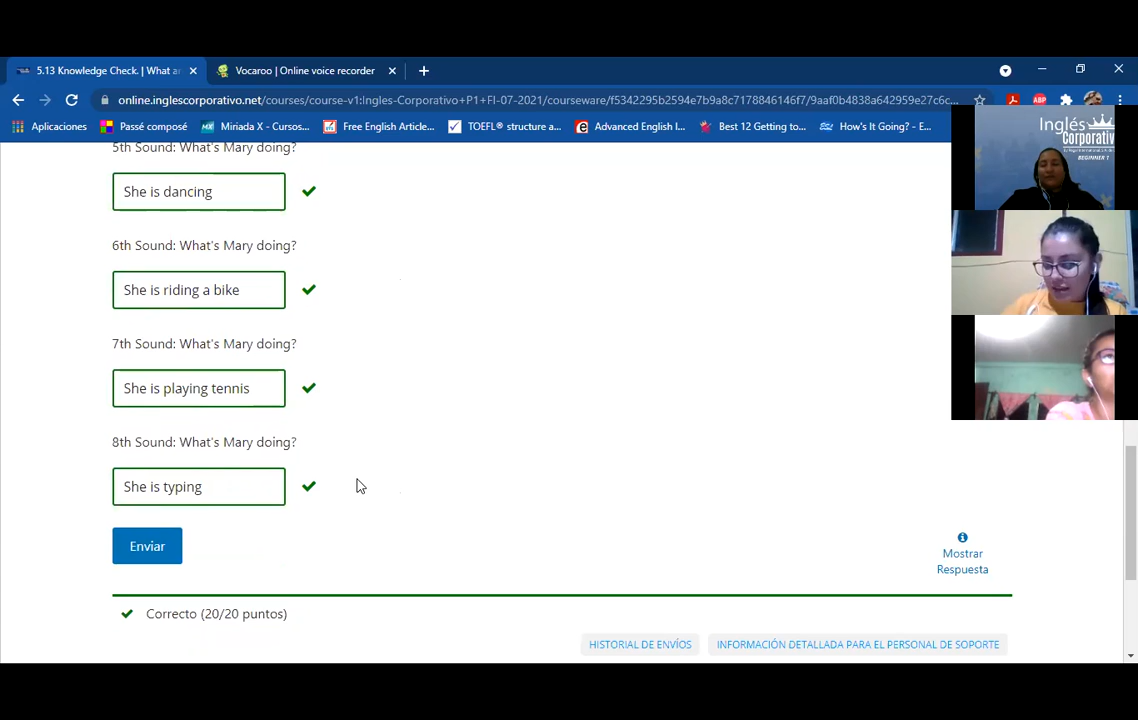 5.13 Knowledge Check. | What ar
Vocaroo | Online voice recorder
online.inglescorporativo.net/courses/course-v1:Ingles-Corporativo+P1+FI-07-2021/courseware/f5342295b2594e7b9a8c7178846146f7/9aaf0b4838a642959e27c6c...
ABP
Aplicaciones
Passé composé
Miriada X - Cursos...
Free English Article...
TOEFL® structure a...
Advanced English I...
Best 12 Getting to...
How's It Going? - E...
Inglés
Corporativ
BEGINNER 1
5th Sound: What's Mary doing?
She is dancing
6th Sound: What's Mary doing?
She is riding a bike
7th Sound: What's Mary doing?
She is playing tennis
8th Sound: What's Mary doing?
She is typing
Enviar
Mostrar
Respuesta
Correcto (20/20 puntos)
HISTORIAL DE ENVÍOS
INFORMACIÓN DETALLADA PARA EL PERSONAL DE SOPORTE